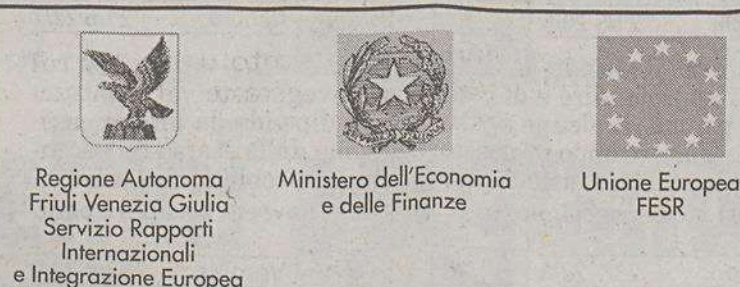 Regione Autonoma
Friuli Venezia Giulia
Servizio Rapporti
Internazionali
e Integrazione Europea
Ministero dell'Economia
e delle Finanze
Unione Europea
FESR